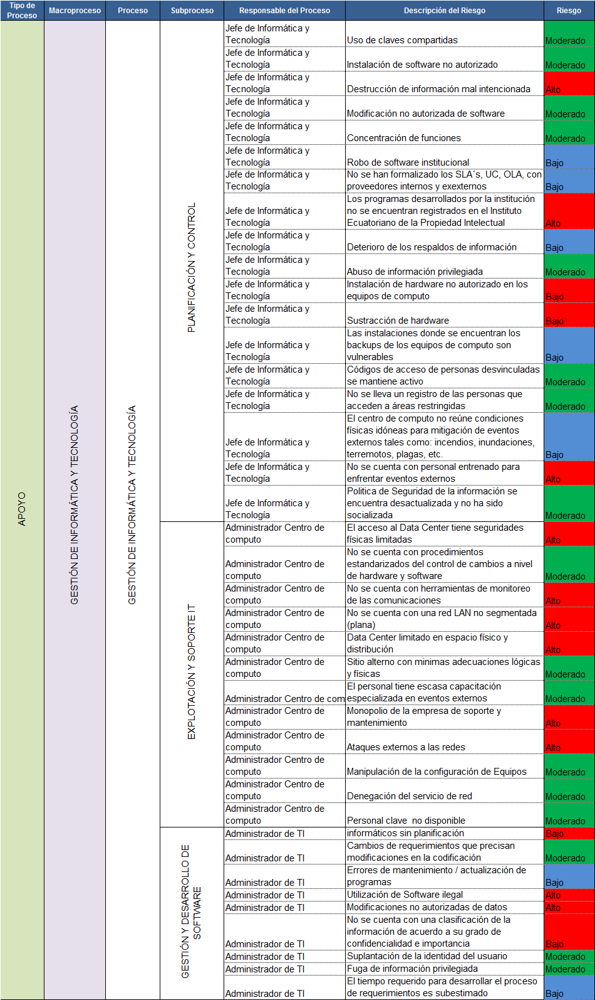 Tipo de Proceso Macroproceso Proceso Subproceso Responsable del Proceso Descripción del Riesgo Riesgo
APOYO
GESTIÓN DE INFORMÁTICA Y TECNOLOGÍA
GESTIÓN DE INFORMÁTICA Y TECNOLOGÍA
PLANIFICACIÓN Y CONTROL
Jefe de Informática y
Tecnología Uso de claves compartidas Moderado
Jefe de Informática y
Tecnología Instalación de software no autorizado Moderado
Jefe de Informática y
Tecnología Destrucción de información mal intencionada Alto
Jefe de Informática y
Tecnología Modificación no autorizada de software Moderado
Jefe de Informática y
Tecnología Concentración de funciones Moderado
Jefe de Informática y
Tecnología Robo de software institucional Bajo
Jefe de Informática y No se han formalizado los SLA´s, UC, OLA, con
Tecnología proveedores internos y exexternos Bajo
Los programas desarrollados por la institución
Jefe de Informática y no se encuentran registrados en el Instituto
Tecnología Ecuatoriano de la Propiedad Intelectual Alto
Jefe de Informática y
Tecnología Deterioro de los respaldos de información Bajo
Jefe de Informática y
Tecnología Abuso de información privilegiada Moderado
Jefe de Informática y Instalación de hardware no autorizado en los
Tecnología equipos de computo Bajo
Jefe de Informática y
Tecnología Sustracción de hardware Bajo
Las instalaciones donde se encuentran los
Jefe de Informática y backups de los equipos de computo son
Tecnología vulnerables Bajo
Jefe de Informática y Códigos de acceso de personas desvinculadas
Tecnología se mantiene activo Moderado
Jefe de Informática y No se lleva un registro de las personas que
Tecnología acceden a áreas restringidas Moderado
El centro de computo no reúne condiciones
físicas idóneas para mitigación de eventos
Jefe de Informática y externos tales como: incendios, inundaciones,
Tecnología terremotos, plagas, etc. Bajo
Jefe de Informática y No se cuenta con personal entrenado para
Tecnología enfrentar eventos externos Alto
Politica de Seguridad de la información se
Jefe de Informática y encuentra desactualizada y no ha sido
Tecnología socializada Moderado
EXPLOTACIÓN Y SOPORTE IT
Administrador Centro de El acceso al Data Center tiene seguridades
computo físicas limitadas Alto
No se cuenta con procedimientos
Administrador Centro de estandarizados del control de cambios a nivel
computo de hardware y software Moderado
Administrador Centro de No se cuenta con herramientas de monitoreo
computo de las comunicaciones Alto
Administrador Centro de No se cuenta con una red LAN no segmentada
computo (plana) Alto
Administrador Centro de Data Center limitado en espacio físico y
computo distribución Alto
Administrador Centro de Sitio alterno con minimas adecuaciones lógicas
computo y físicas Moderado
El personal tiene escasa capacitación
Administrador Centro de com especializada en eventos externos Moderado
Administrador Centro de Monopolio de la empresa de soporte y
computo mantenimiento Alto
Administrador Centro de
computo Ataques externos a las redes Alto
Administrador Centro de
computo Manipulación de la configuración de Equipos Moderado
Administrador Centro de
computo Denegación del servicio de red Moderado
Administrador Centro de
computo Personal clave no disponible Moderado
GESTIÓN Y DESARROLLO DE
SOFTWARE
Administrador de TI informáticos sin planificación Bajo
Cambios de requerimientos que precisan
Administrador de TI modificaciones en la codificación Moderado
Errores de mantenimiento / actualización de
Administrador de TI programas Bajo
Administrador de TI Utilización de Software ilegal Alto
Administrador de TI Modificaciones no autorizadas de datos Alto
No se cuenta con una clasificación de la
información de acuerdo a su grado de
Administrador de TI confidencialidad e importancia Bajo
Administrador de TI Suplantación de la identidad del usuario Moderado
Administrador de TI Fuga de información privilegiada Moderado
El tiempo requerido para desarrollar el proceso
Administrador de TI de requerimientos es subestimado Bajo